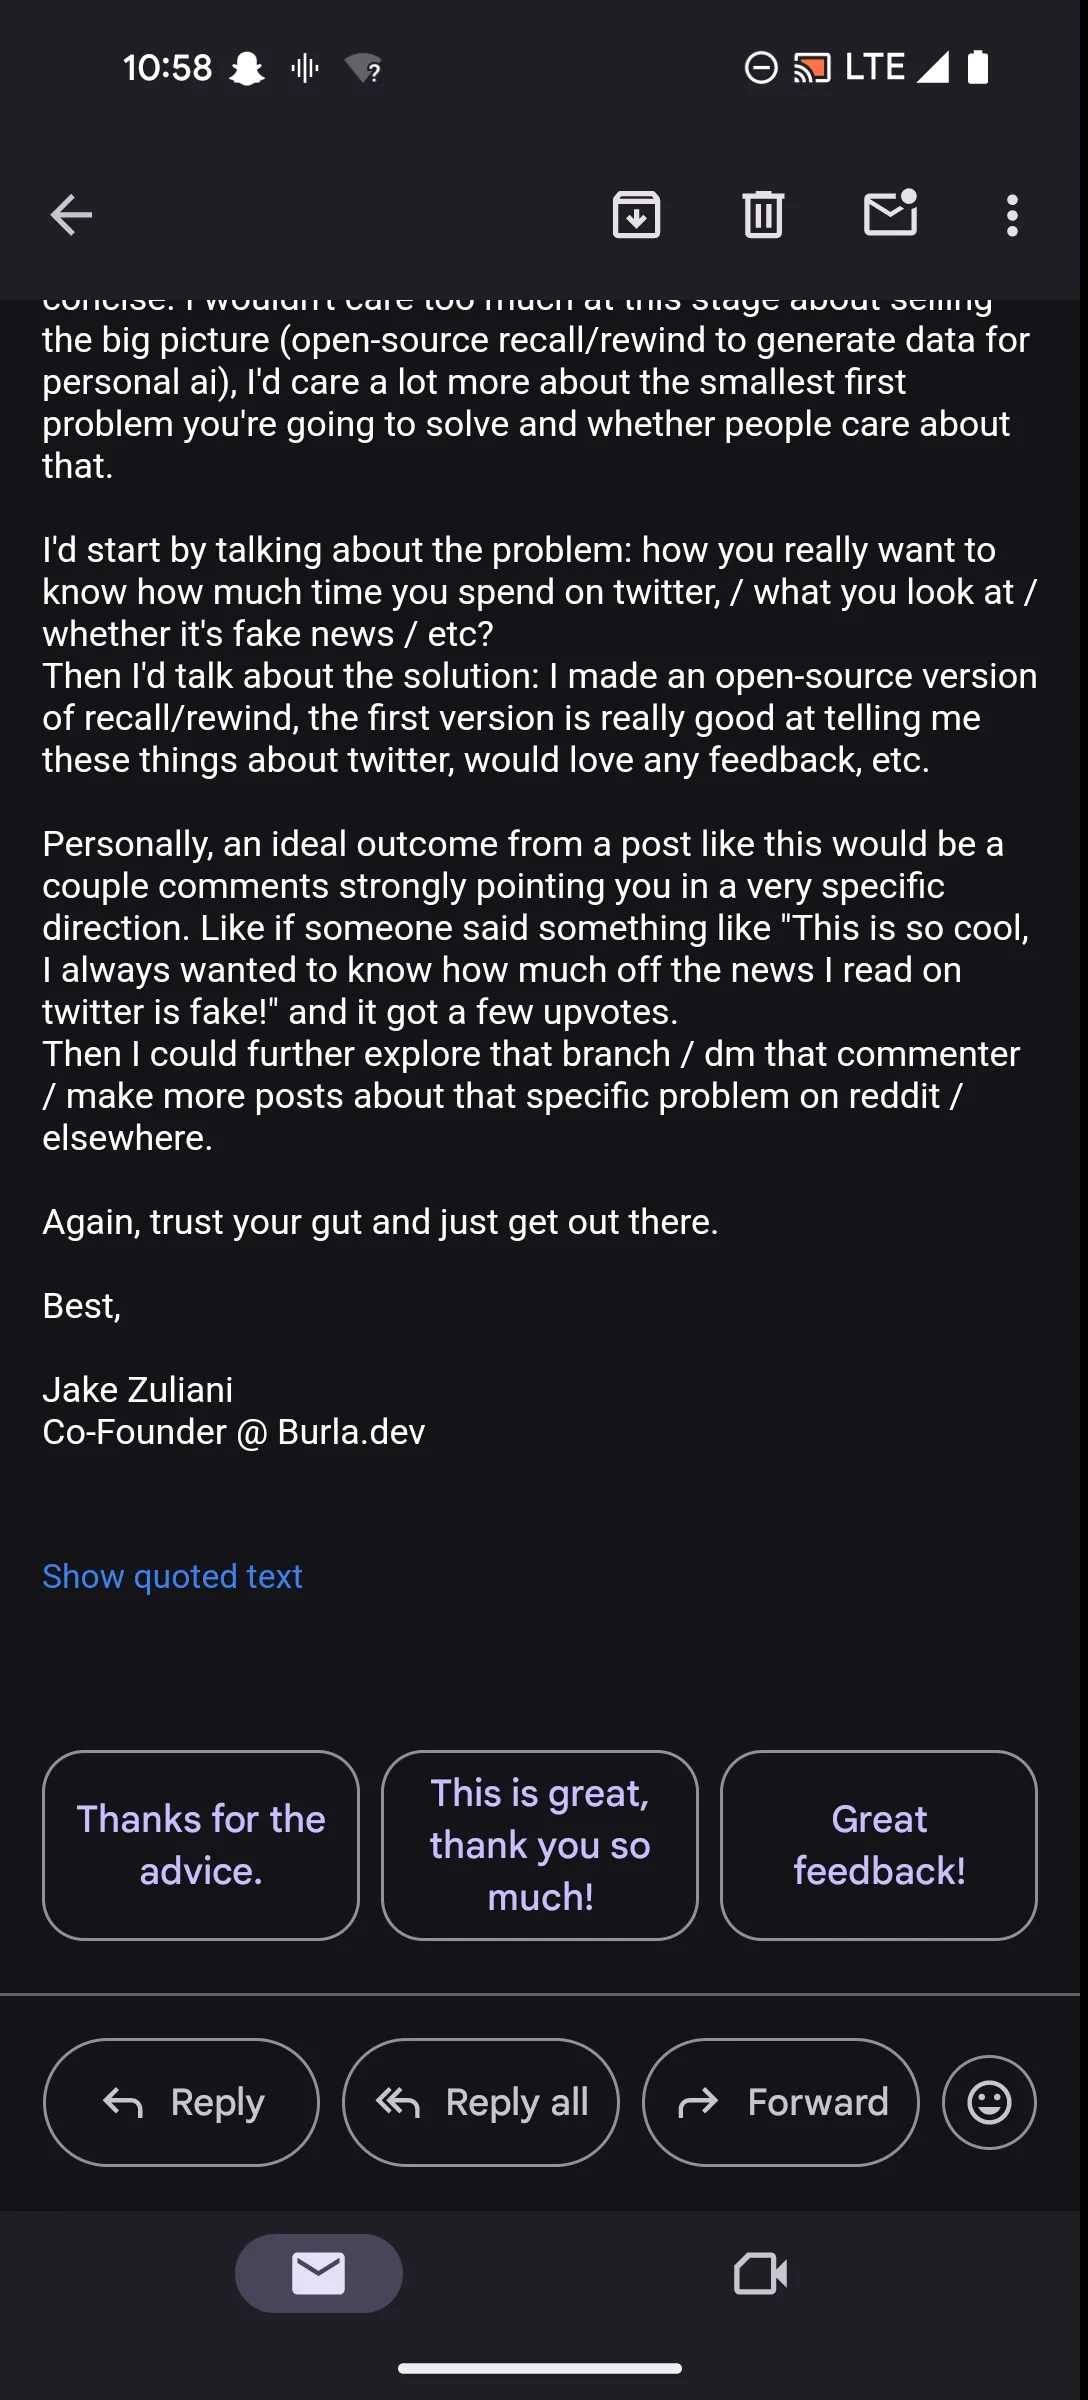 10:58
LTE
concise. I wouldn't care too much at this stage about selling
the big picture (open-source recall/rewind to generate data for
personal ai), I'd care a lot more about the smallest first
problem you're going to solve and whether people care about
that.
I'd start by talking about the problem: how you really want to
know how much time you spend on twitter, / what you look at /
whether it's fake news / etc?
Then I'd talk about the solution: I made an open-source version
of recall/rewind, the first version is really good at telling me
these things about twitter, would love any feedback, etc.
Personally, an ideal outcome from a post like this would be a
couple comments strongly pointing you in a very specific
direction. Like if someone said something like "This is so cool,
I always wanted to know how much off the news I read on
twitter is fake!" and it got a few upvotes.
Then I could further explore that branch / dm that commenter
/ make more posts about that specific problem on reddit /
elsewhere.
Again, trust your gut and just get out there.
Best,
Jake Zuliani
Co-Founder @ Burla.dev
Show quoted text
Thanks for the
advice.
This is great,
thank you so
much!
Great
feedback!
Reply
Reply all
Forward